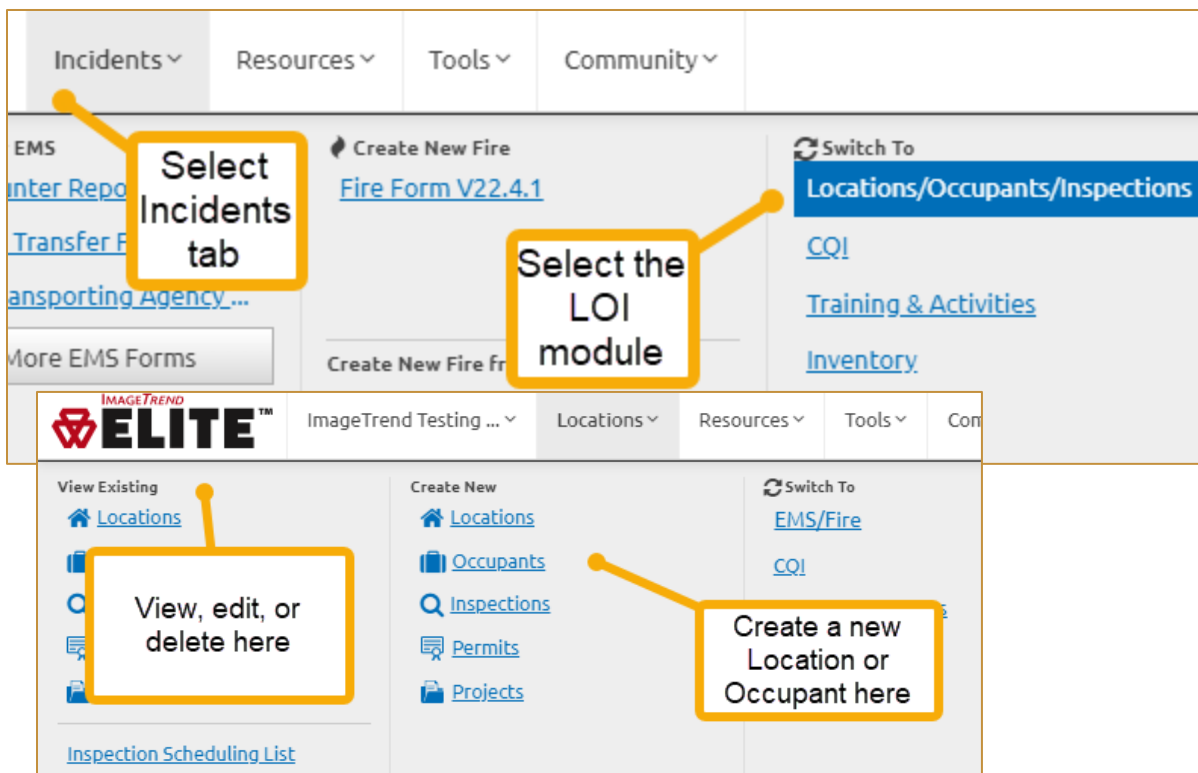 Incidents
Resources
Tools
Community
EMS
Create New Fire
Fire Form V22.4.1
Create New Fire
Switch To
Locations/Occupants/Inspections
CQI
Training & Activities
Inventory
Transfer
Agency ...
More EMS Forms
Select
Incidents
tab
Select the
LOI
module
IMAGETREND
ELITE™
ImageTrend Testing ...
Locations
Resources
Tools
View Existing
Locations
Inspection Scheduling List
View, edit, or
delete here
Create New
Locations
Occupants
Inspections
Permits
Projects
Switch To
EMS/Fire
CQI
Create a new
Location or
Occupant here